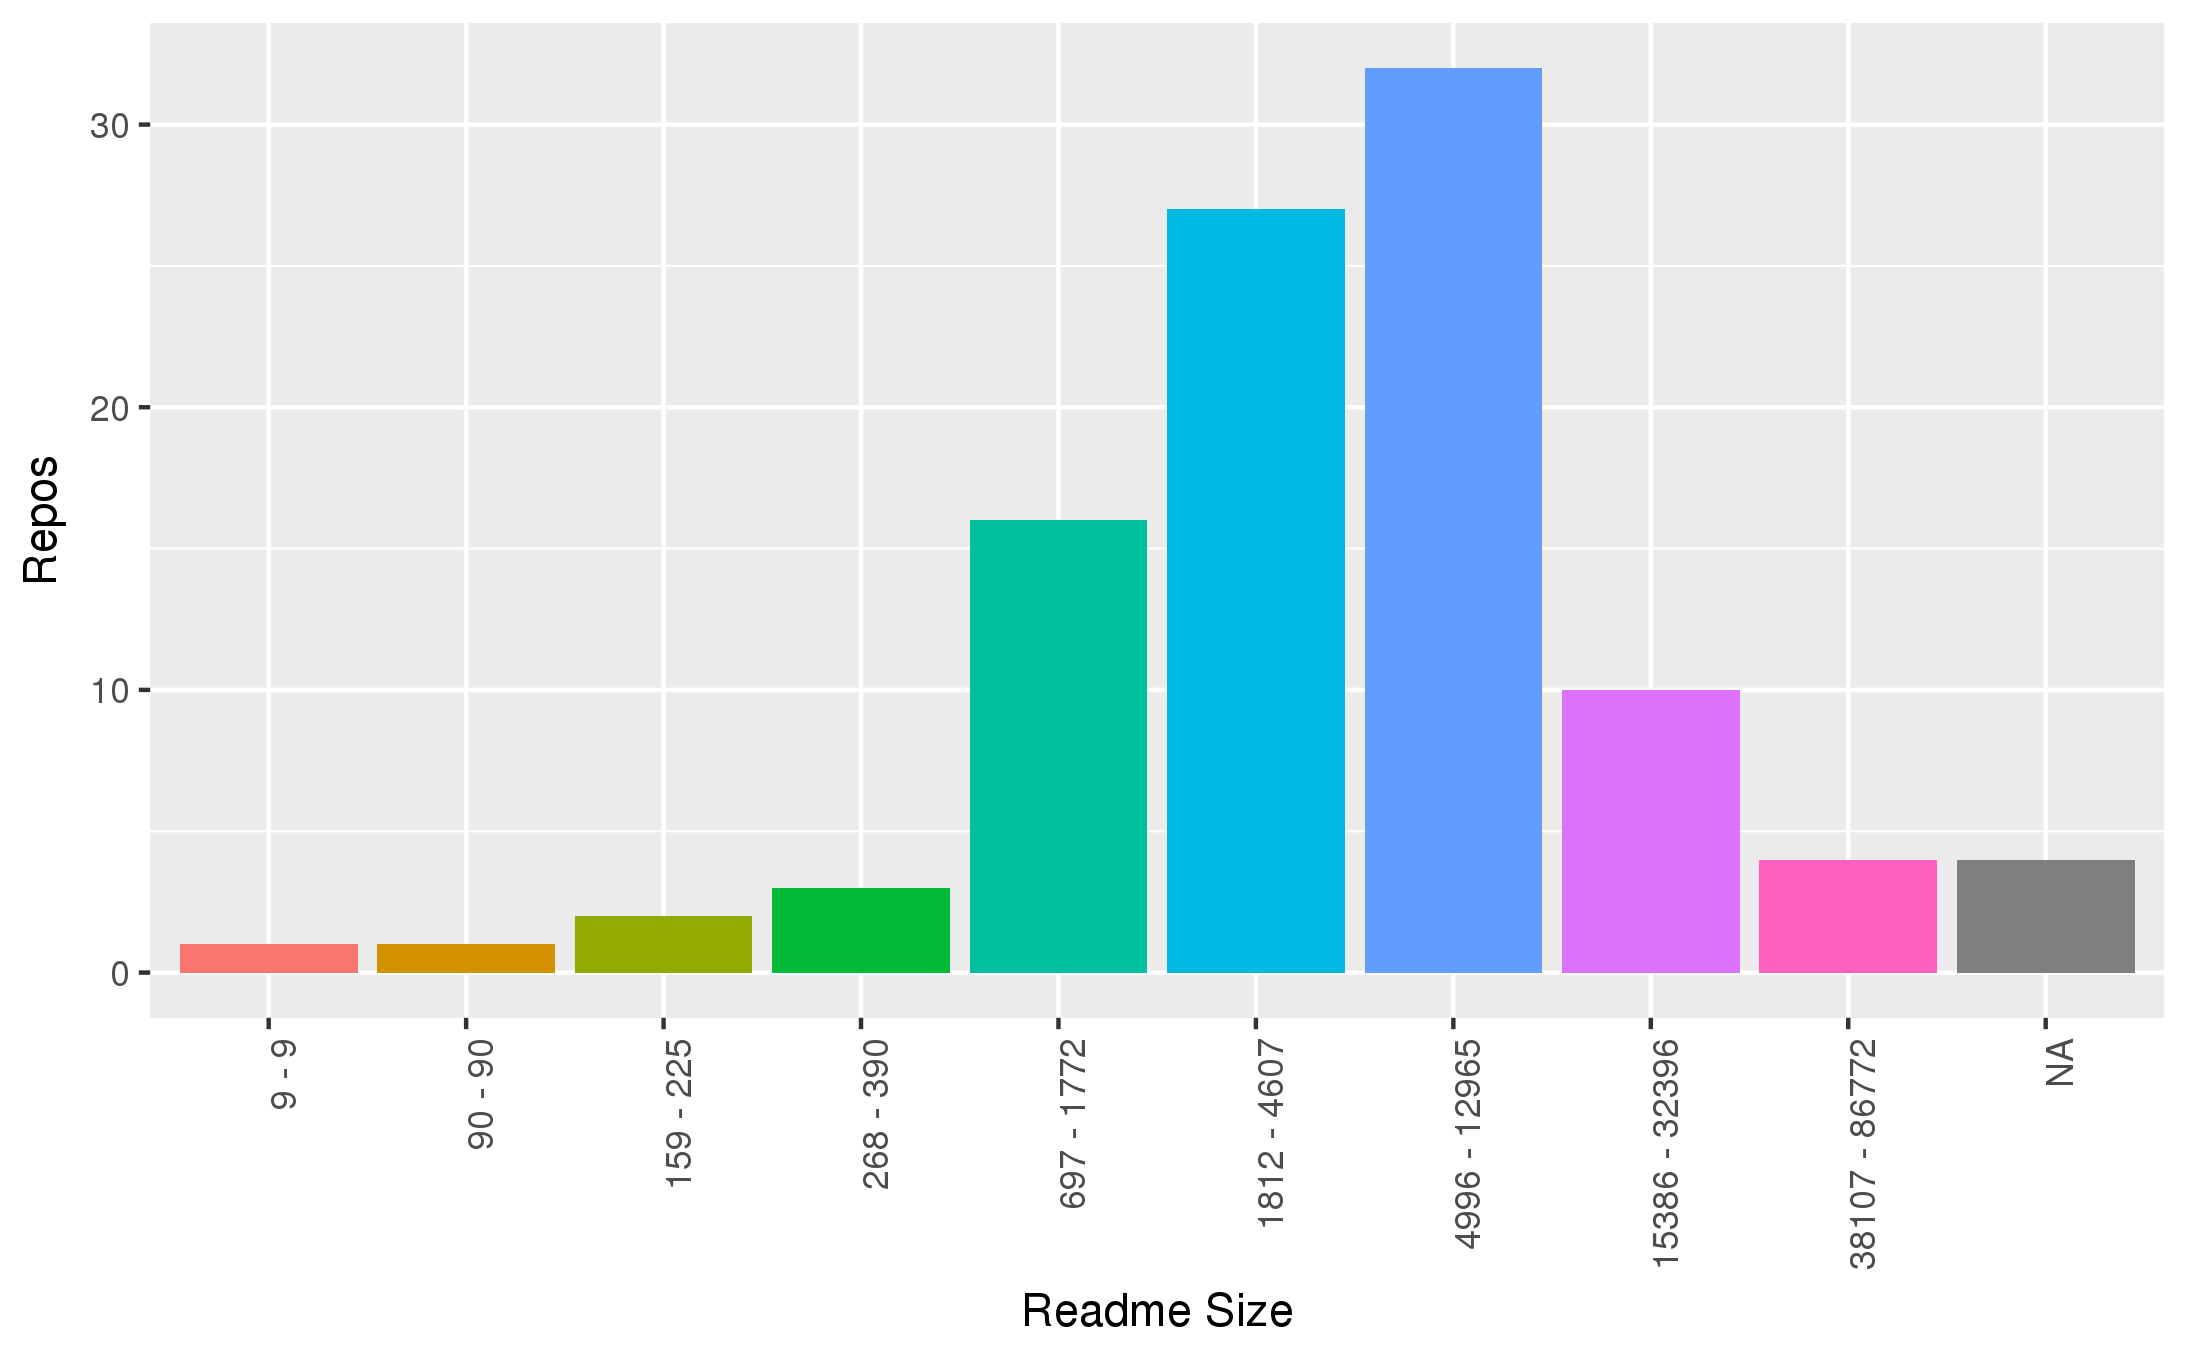 Repos
30
20
10
0
9 - 9
90 - 90
159 - 225
268 - 390
697 - 1772
1812 - 4607
4996 - 12965
15386 - 32396
38107 - 86772
NA
Readme Size